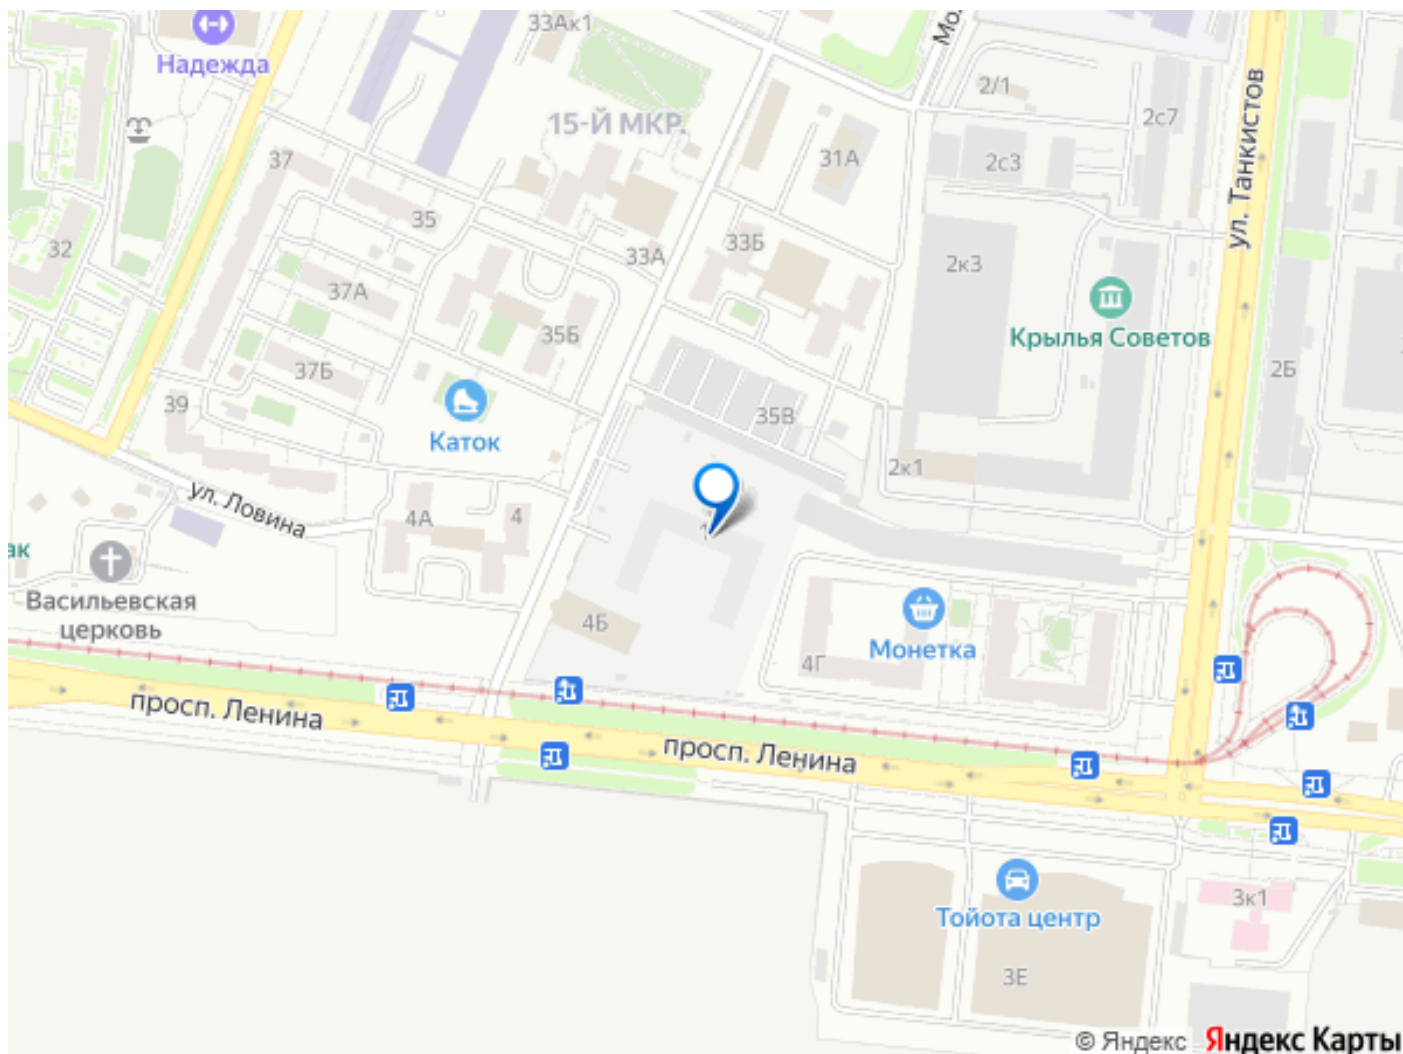 33Ак1
Надежда
2/1
15-Й МКР.
2с7
ул. Танкистов
37
31А
2с3
35
32
33Б
33А
2к3
37А
Крылья Советов
35Б
37Б
2Б
39
35В
Каток
2к1
ул. Ловина
4А
4
ак
Васильевская
церковь
4Б
Монетка
4Г
просп. Ленина
просп. Ленина
Тойота центр
3к1
3Е
© Яндекс Яндекс Карты